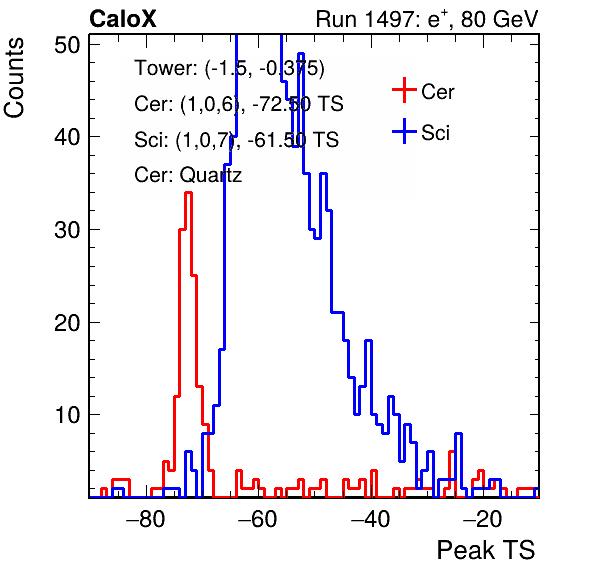 CaloX Run 1497: e⁺, 80 GeV
Counts
50
40
30
20
10
Tower: (-1.5, -0.375)
Cer: (1,0,6), -72.50 TS
Sci: (1,0,7), -61.50 TS
Cer: Quartz
Cer
Sci
−80 −60 −40 −20
Peak TS